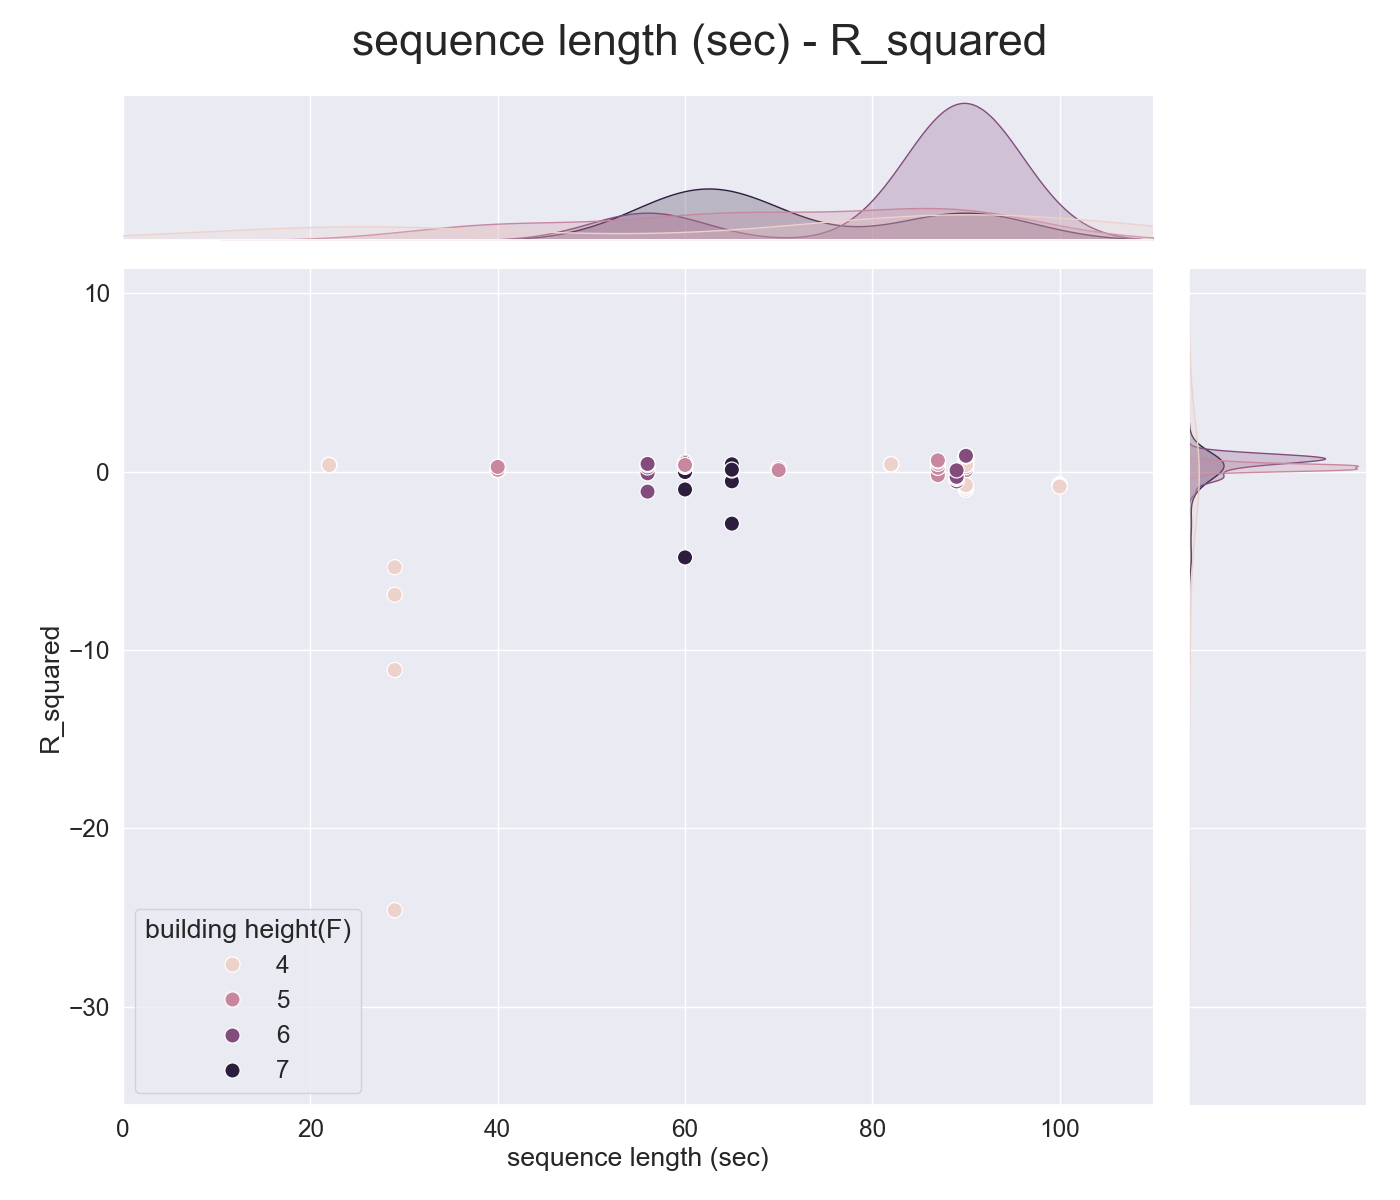 sequence length (sec) - R_squared
10
0
−10
−20
−30
R_squared
building height(F)
4
5
6
7
0 20 40 60 80 100
sequence length (sec)